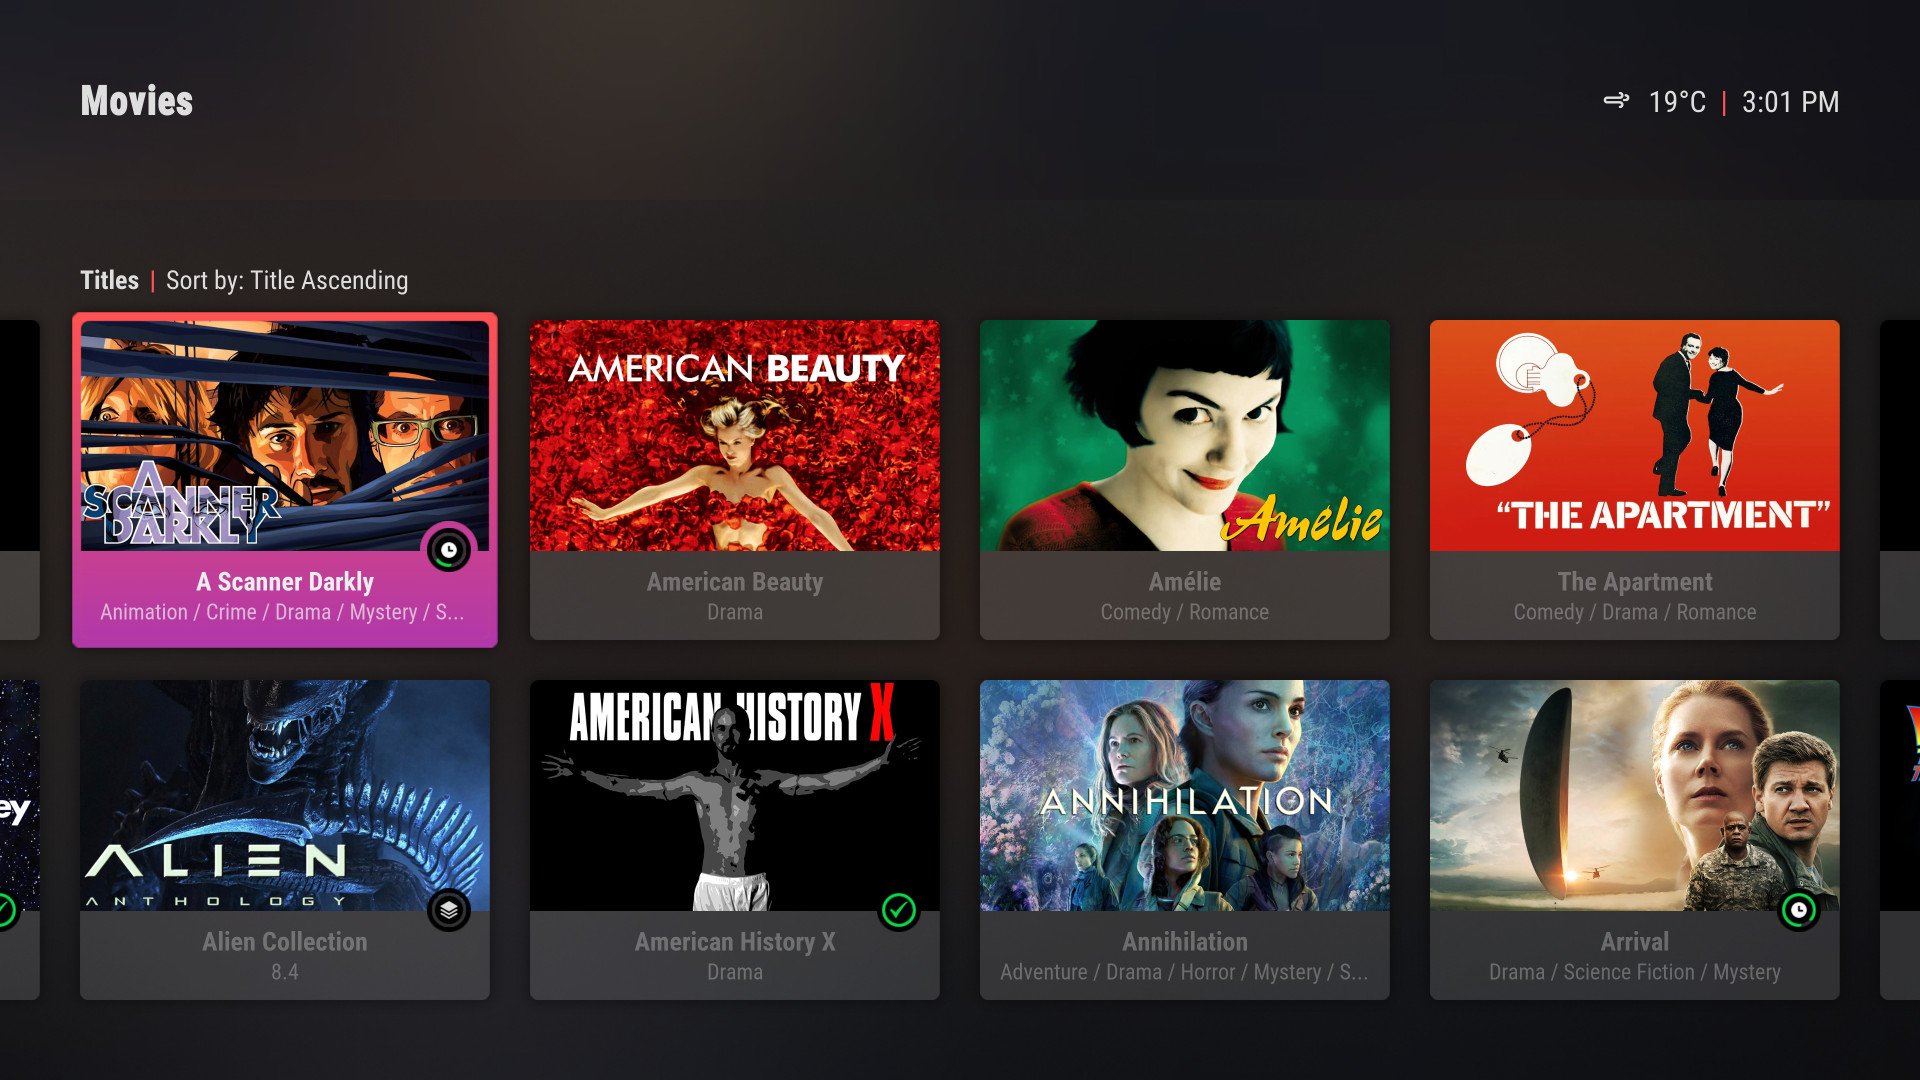 Movies
19°C | 3:01 PM
Titles | Sort by: Title Ascending
A
SCANNER
DARKLY
A Scanner Darkly
Animation / Crime / Drama / Mystery / S...
AMERICAN BEAUTY
American Beauty
Drama
Amélie
Amélie
Comedy / Romance
“THE APARTMENT”
The Apartment
Comedy / Drama / Romance
ey
ALIEN
ANTHOLOGY
Alien Collection
8.4
AMERICAN HISTORY X
American History X
Drama
ANNIHILATION
Annihilation
Adventure / Drama / Horror / Mystery / S...
Arrival
Drama / Science Fiction / Mystery